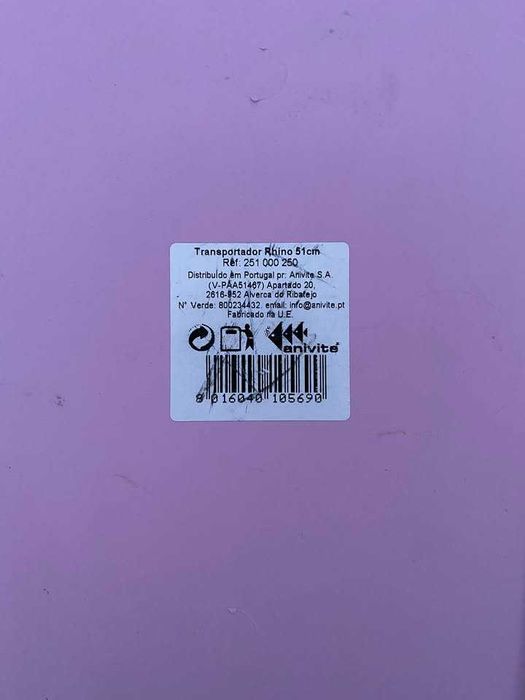 Transportador Rhino 51cm
Réf: 251 000 250
Distribuído em Portugal pr: Anivite S.A.
(V-PAA51467) Apartado 20,
2616-952 Alverca do Ribatejo
N° Verde: 800234432. email: info@anivite.pt
Fabricado na U.E.
anivite®
8 016040 105690